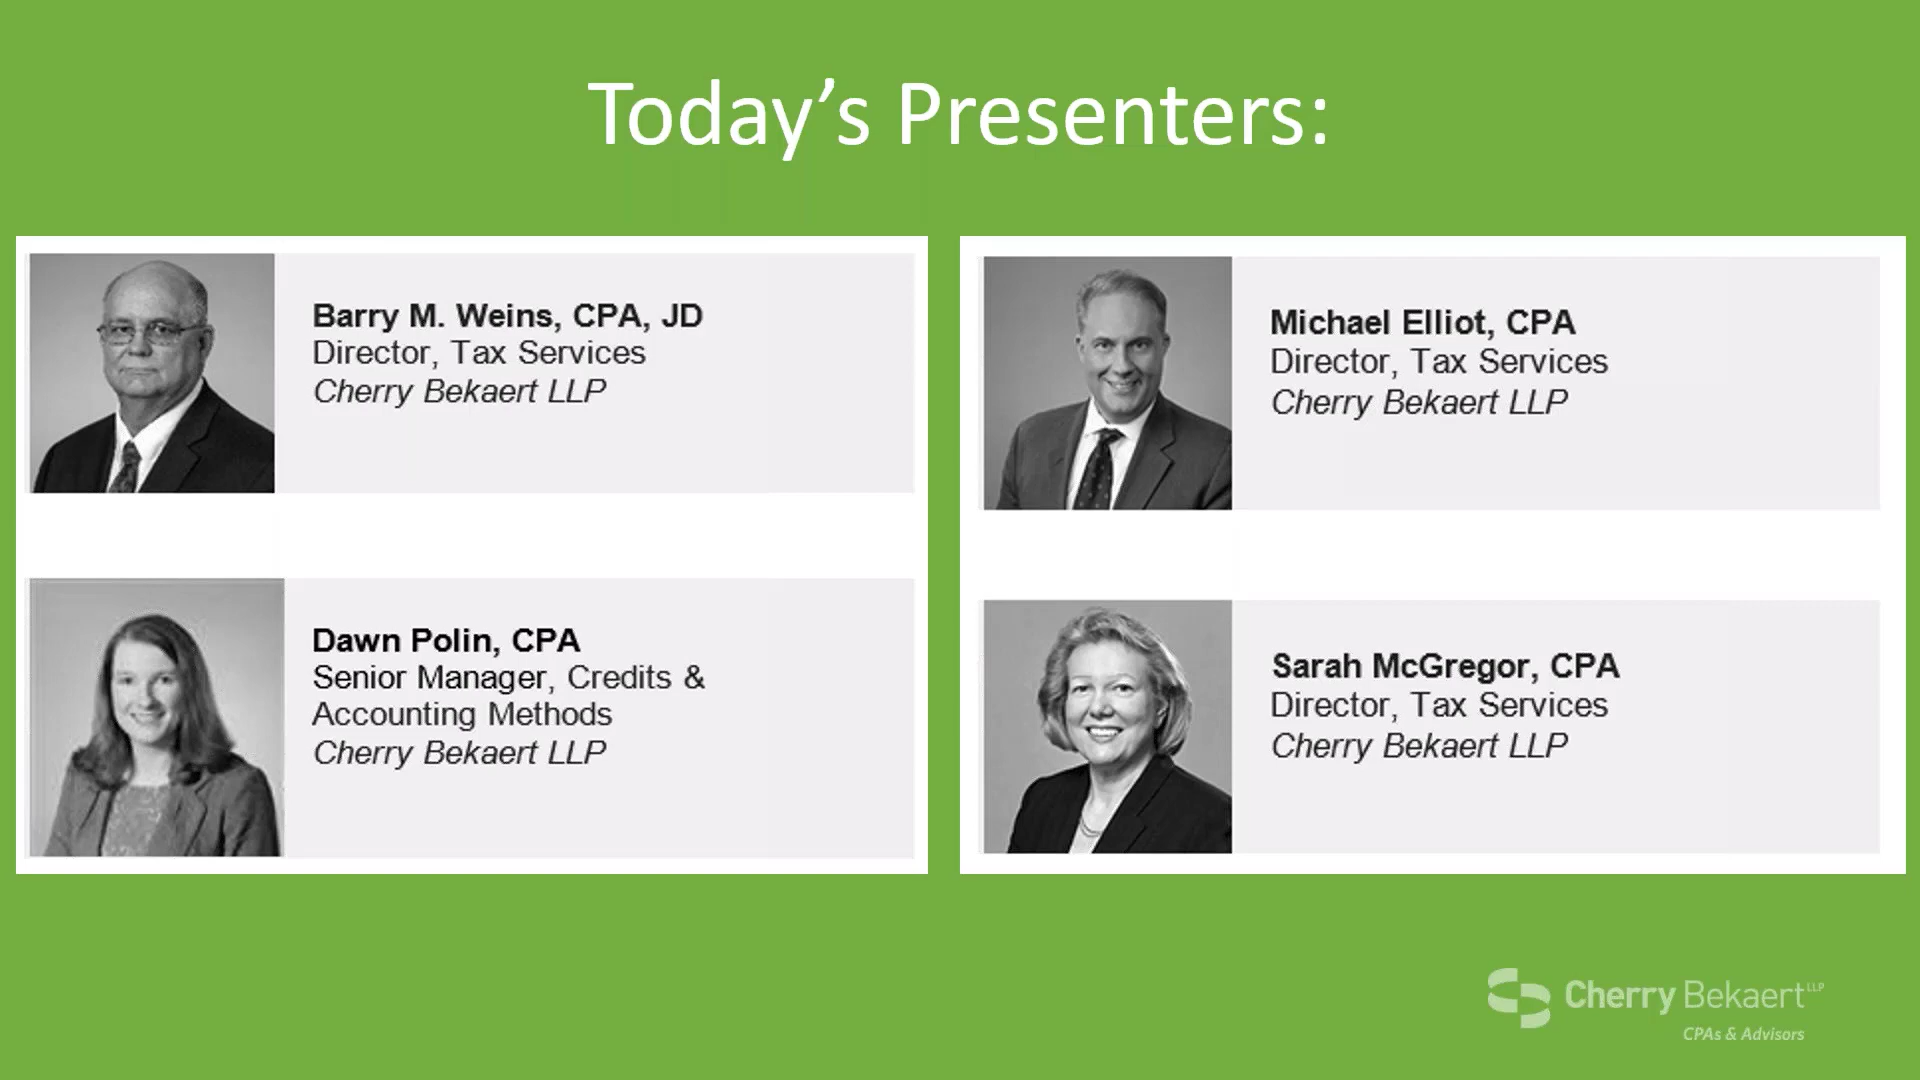 Today’s Presenters:
Barry M. Weins, CPA, JD
Director, Tax Services
Cherry Bekaert LLP
Dawn Polin, CPA
Senior Manager, Credits &
Accounting Methods
Cherry Bekaert LLP
Michael Elliot, CPA
Director, Tax Services
Cherry Bekaert LLP
Sarah McGregor, CPA
Director, Tax Services
Cherry Bekaert LLP
Cherry Bekaert LLP
CPAs & Advisors